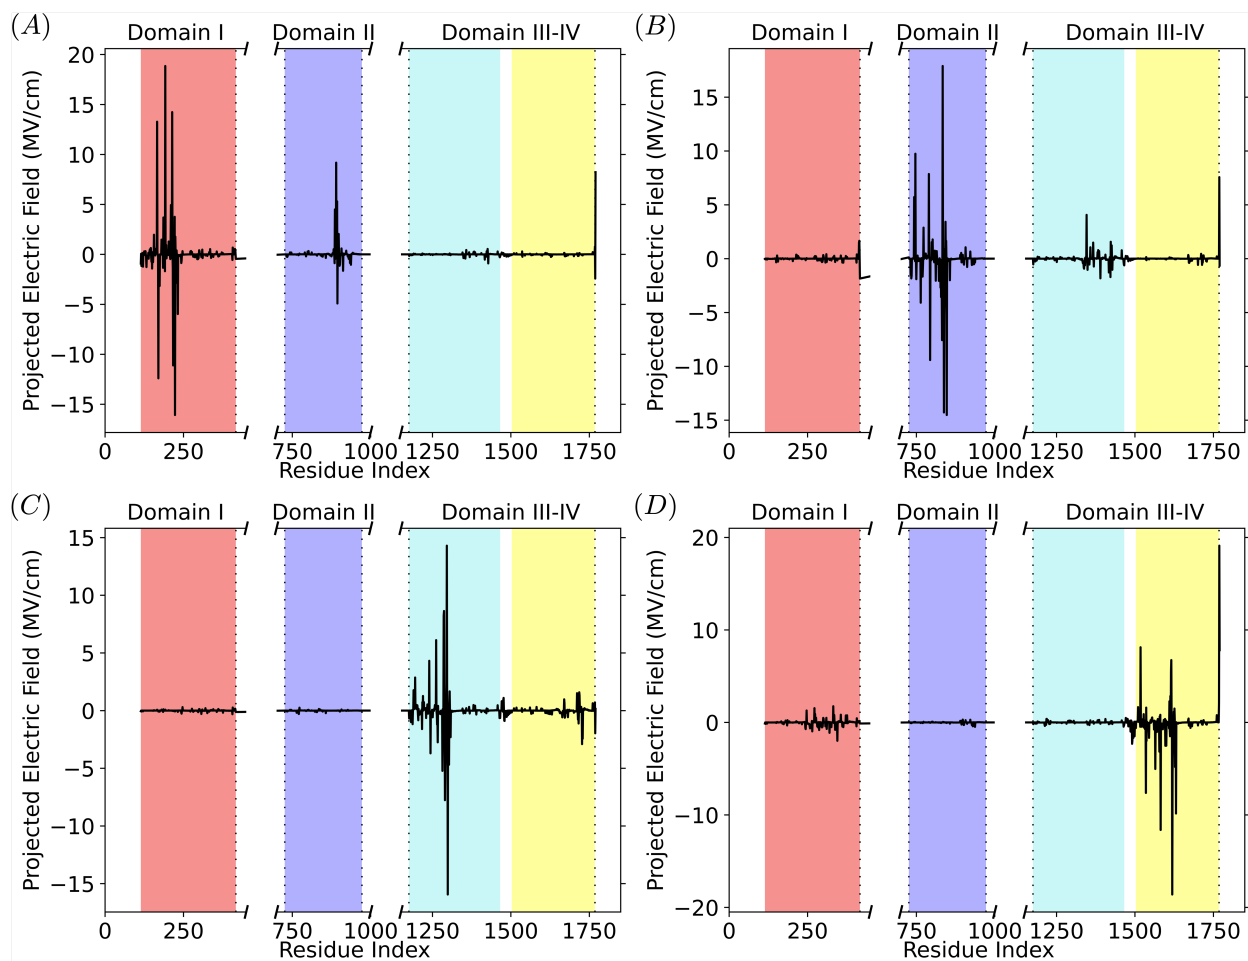 (A)
Domain I Domain II Domain III-IV
Projected Electric Field (MV/cm)
20
15
10
5
0
−5
−10
−15
0 250 750 1000 1250 1500 1750
Residue Index
(B)
Domain I Domain II Domain III-IV
Projected Electric Field (MV/cm)
15
10
5
0
−5
−10
−15
0 250 750 1000 1250 1500 1750
Residue Index
(C)
Domain I Domain II Domain III-IV
Projected Electric Field (MV/cm)
15
10
5
0
−5
−10
−15
0 250 750 1000 1250 1500 1750
Residue Index
(D)
Domain I Domain II Domain III-IV
Projected Electric Field (MV/cm)
20
10
0
−10
−20
0 250 750 1000 1250 1500 1750
Residue Index